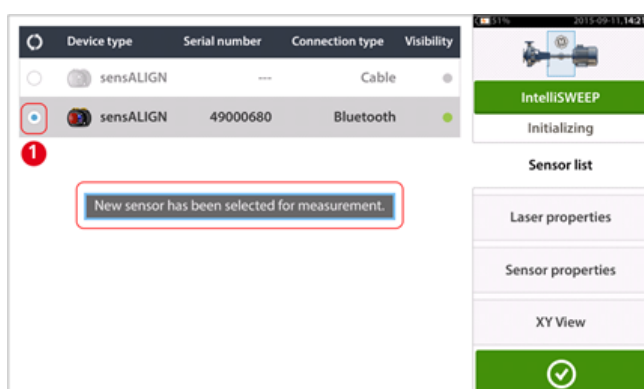 51% 2015-09-11,14:21
Device type Serial number Connection type Visibility
sensALIGN --- Cable
sensALIGN 49000680 Bluetooth
1
New sensor has been selected for measurement.
IntelliSWEEP
Initializing
Sensor list
Laser properties
Sensor properties
XY View